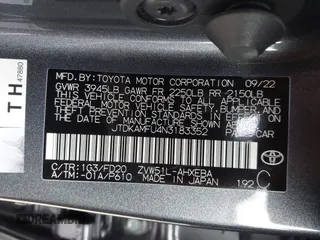 TH
47880
MFD. BY: TOYOTA MOTOR CORPORATION 09/22
GVWR 3945LB GAWR FR 2250LB RR 2150LB
THIS VEHICLE CONFORMS TO ALL APPLICABLE
FEDERAL MOTOR VEHICLE SAFETY, BUMPER, AND
THEFT PREVENTION STANDARDS IN EFFECT ON
THE DATE OF MANUFACTURE SHOWN ABOVE.
JTDKAMFU4N3183352
PASS. CAR
C/TR: 1G3/FD20 ZVW51L-AHXEBA
A/TM: -01A/P610 MADE IN JAPAN 192 C
TOYOTA